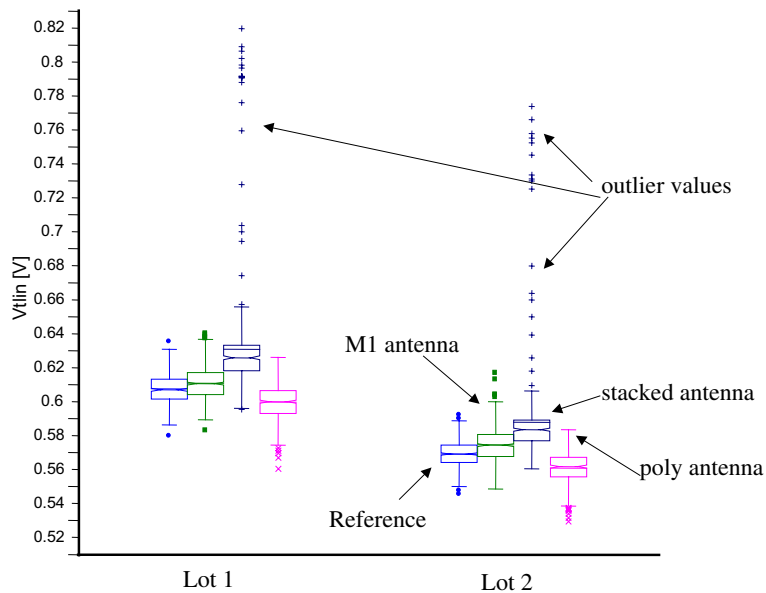 0.82
0.8
0.78
0.76
0.74
0.72
0.7
0.68
0.66
0.64
0.62
0.6
0.58
0.56
0.54
0.52
Vtlin [V]
outlier values
M1 antenna
stacked antenna
poly antenna
Reference
Lot 1
Lot 2